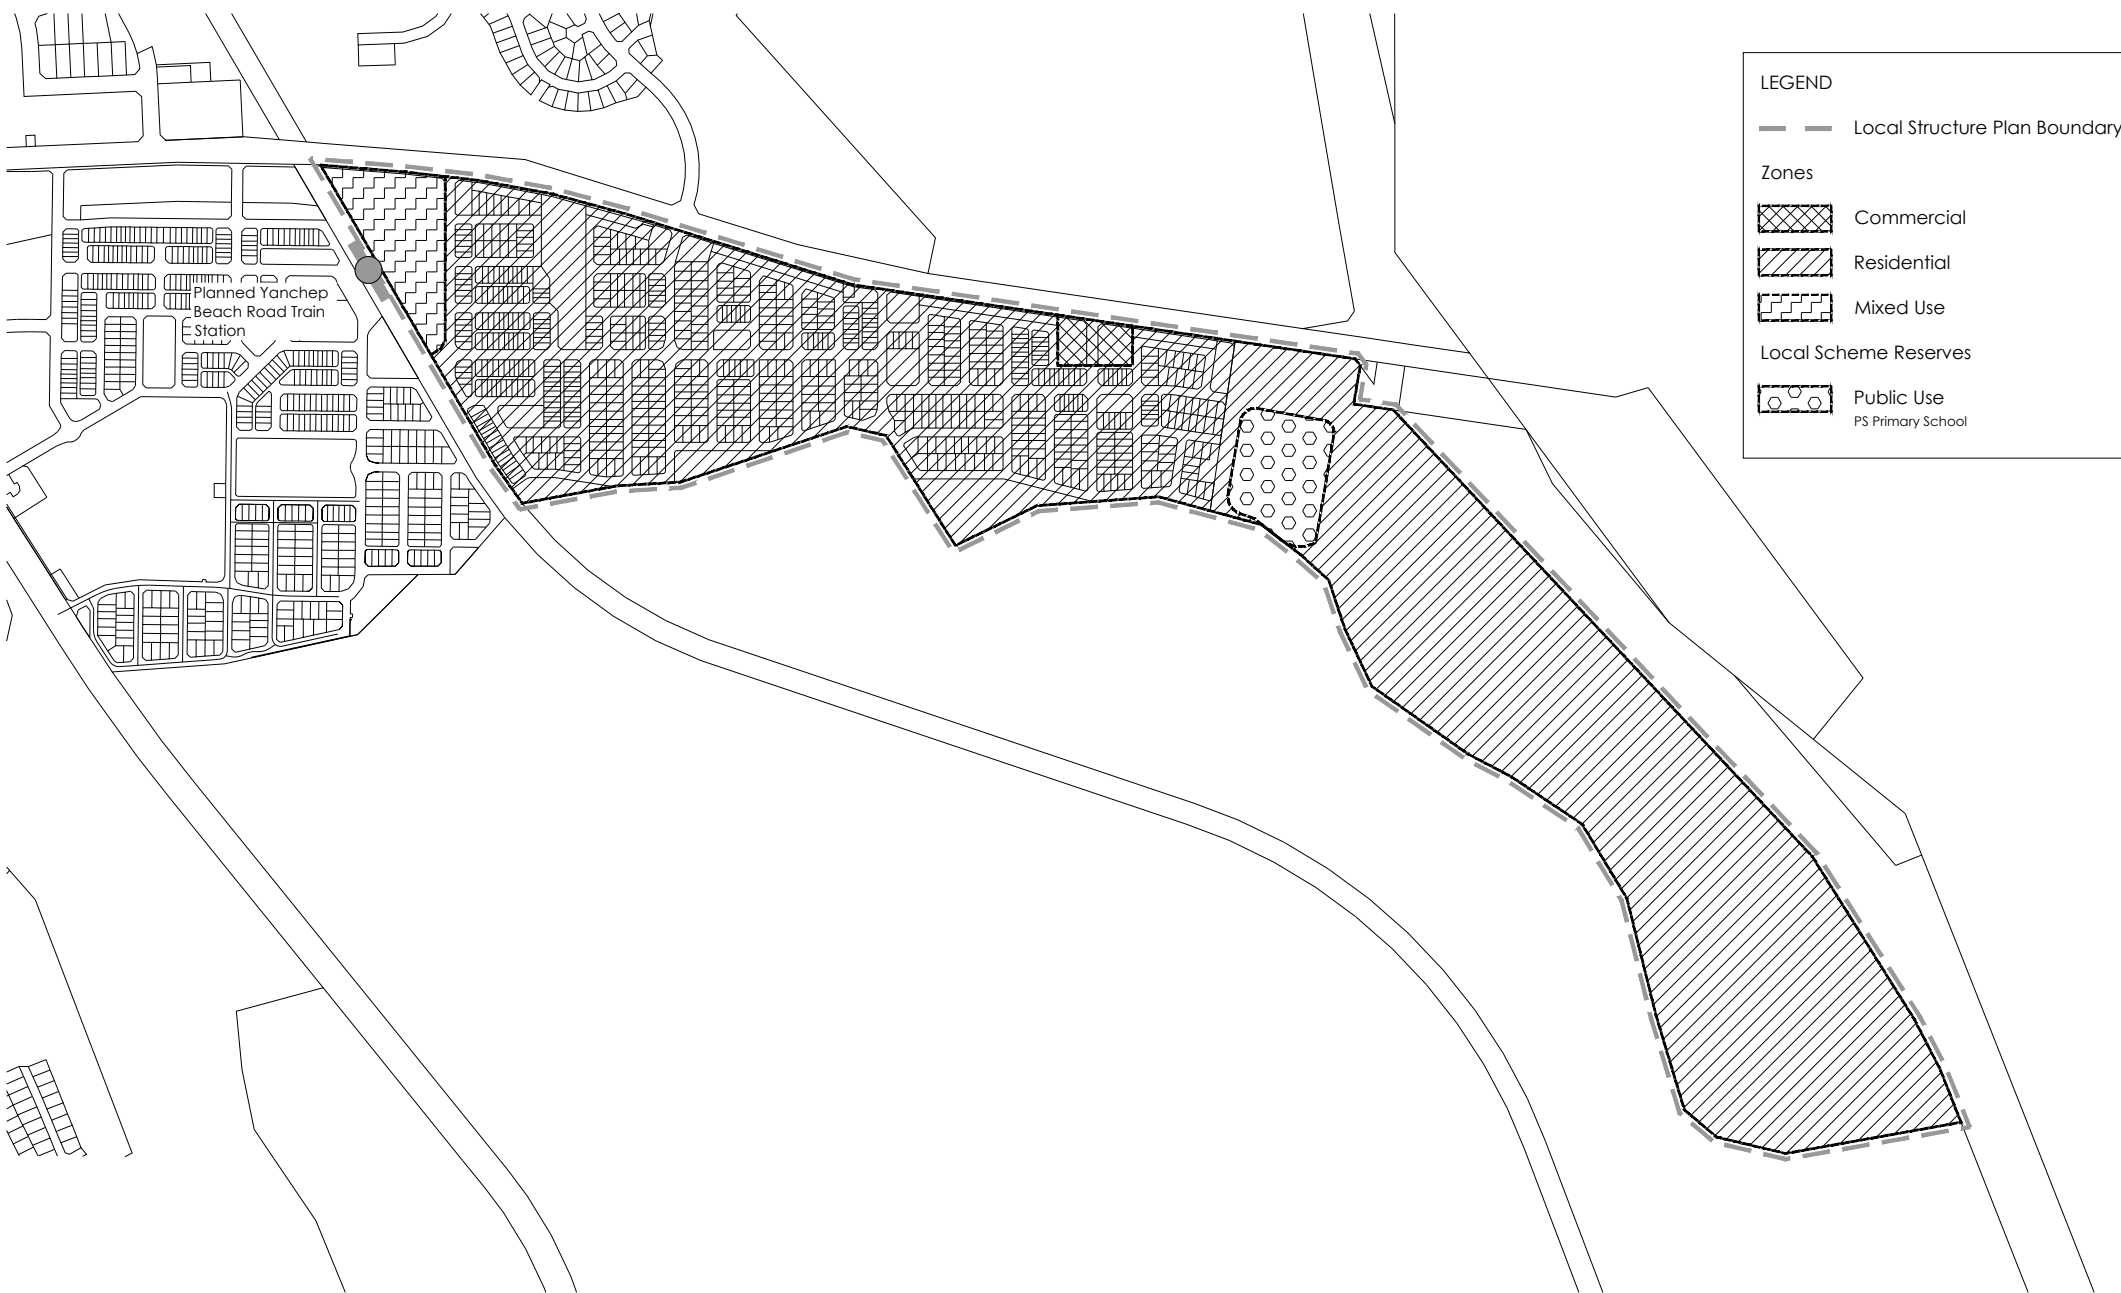 LEGEND
Local Structure Plan Boundary
Zones
Commercial
Residential
Mixed Use
Local Scheme Reserves
Public Use
PS Primary School
Planned Yanchep
Beach Road Train
Station